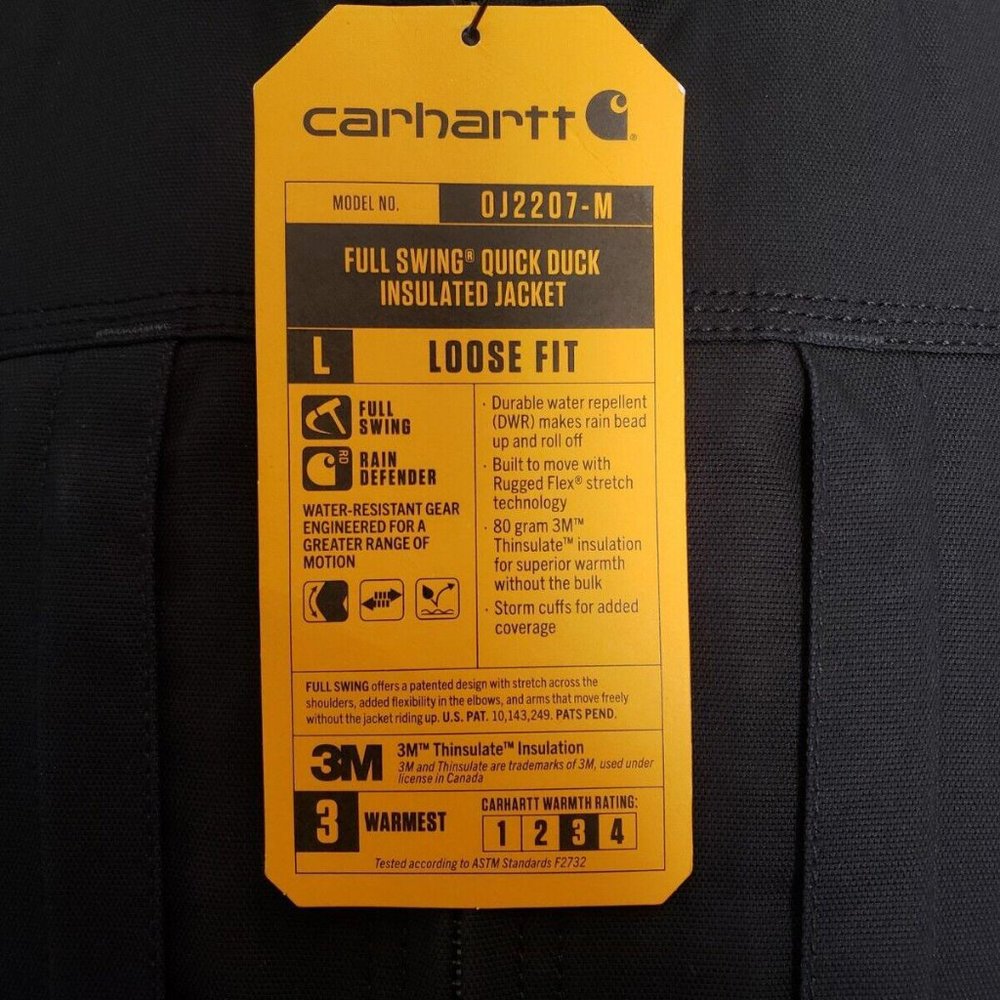 carhartt
®
MODEL NO. 0J2207-M
FULL SWING® QUICK DUCK
INSULATED JACKET
L LOOSE FIT
FULL
SWING
RD
RAIN
DEFENDER
WATER-RESISTANT GEAR
ENGINEERED FOR A
GREATER RANGE OF
MOTION
· Durable water repellent
(DWR) makes rain bead
up and roll off
· Built to move with
Rugged Flex® stretch
technology
· 80 gram 3M™
Thinsulate™ insulation
for superior warmth
without the bulk
· Storm cuffs for added
coverage
FULL SWING offers a patented design with stretch across the
shoulders, added flexibility in the elbows, and arms that move freely
without the jacket riding up. U.S. PAT. 10,143,249. PATS PEND.
3M
3M™ Thinsulate™ Insulation
3M and Thinsulate are trademarks of 3M, used under
license in Canada
3 WARMEST
CARHARTT WARMTH RATING:
1 2 3 4
Tested according to ASTM Standards F2732